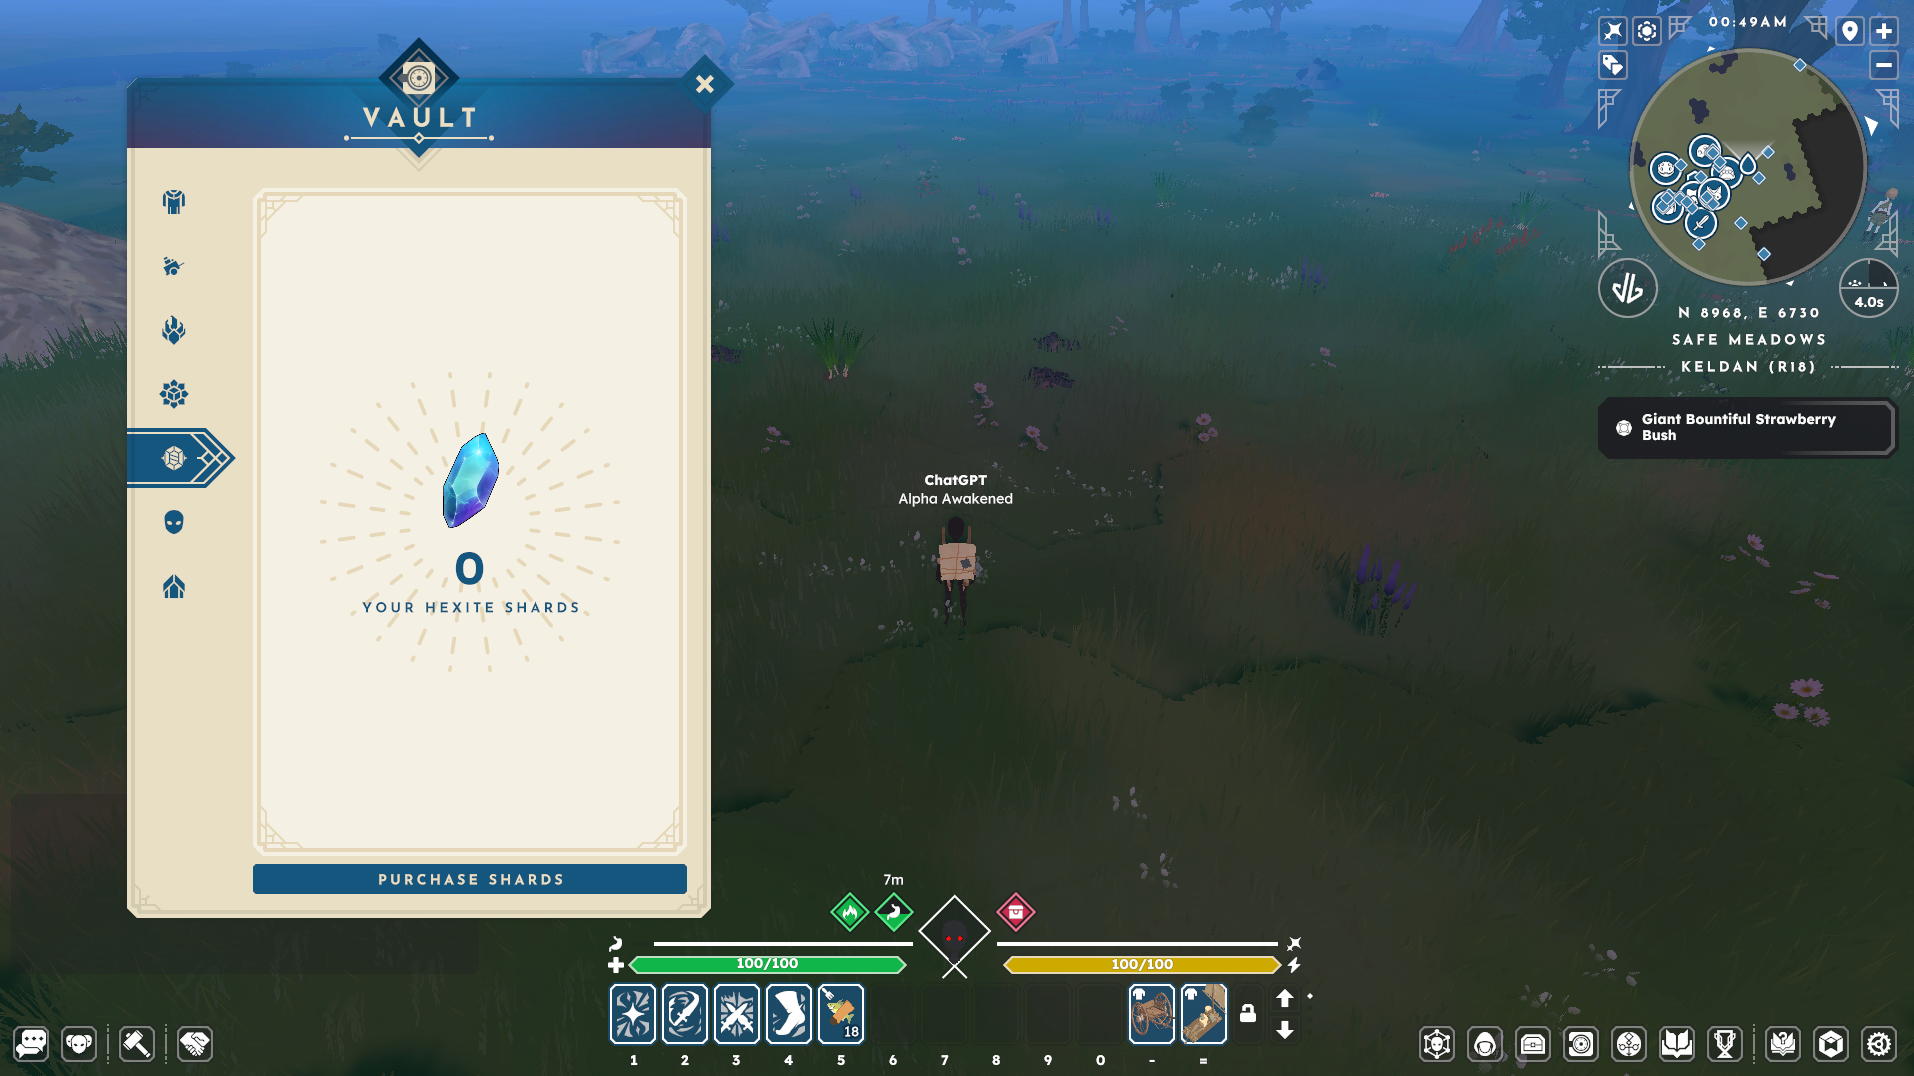 VAULT
0
YOUR HEXITE SHARDS
PURCHASE SHARDS
ChatGPT
Alpha Awakened
00:49AM
4.0s
N 8968, E 6730
SAFE MEADOWS
KELDAN (R18)
Giant Bountiful Strawberry
Bush
7m
100/100
100/100
18
1 2 3 4 5 6 7 8 9 0 - =